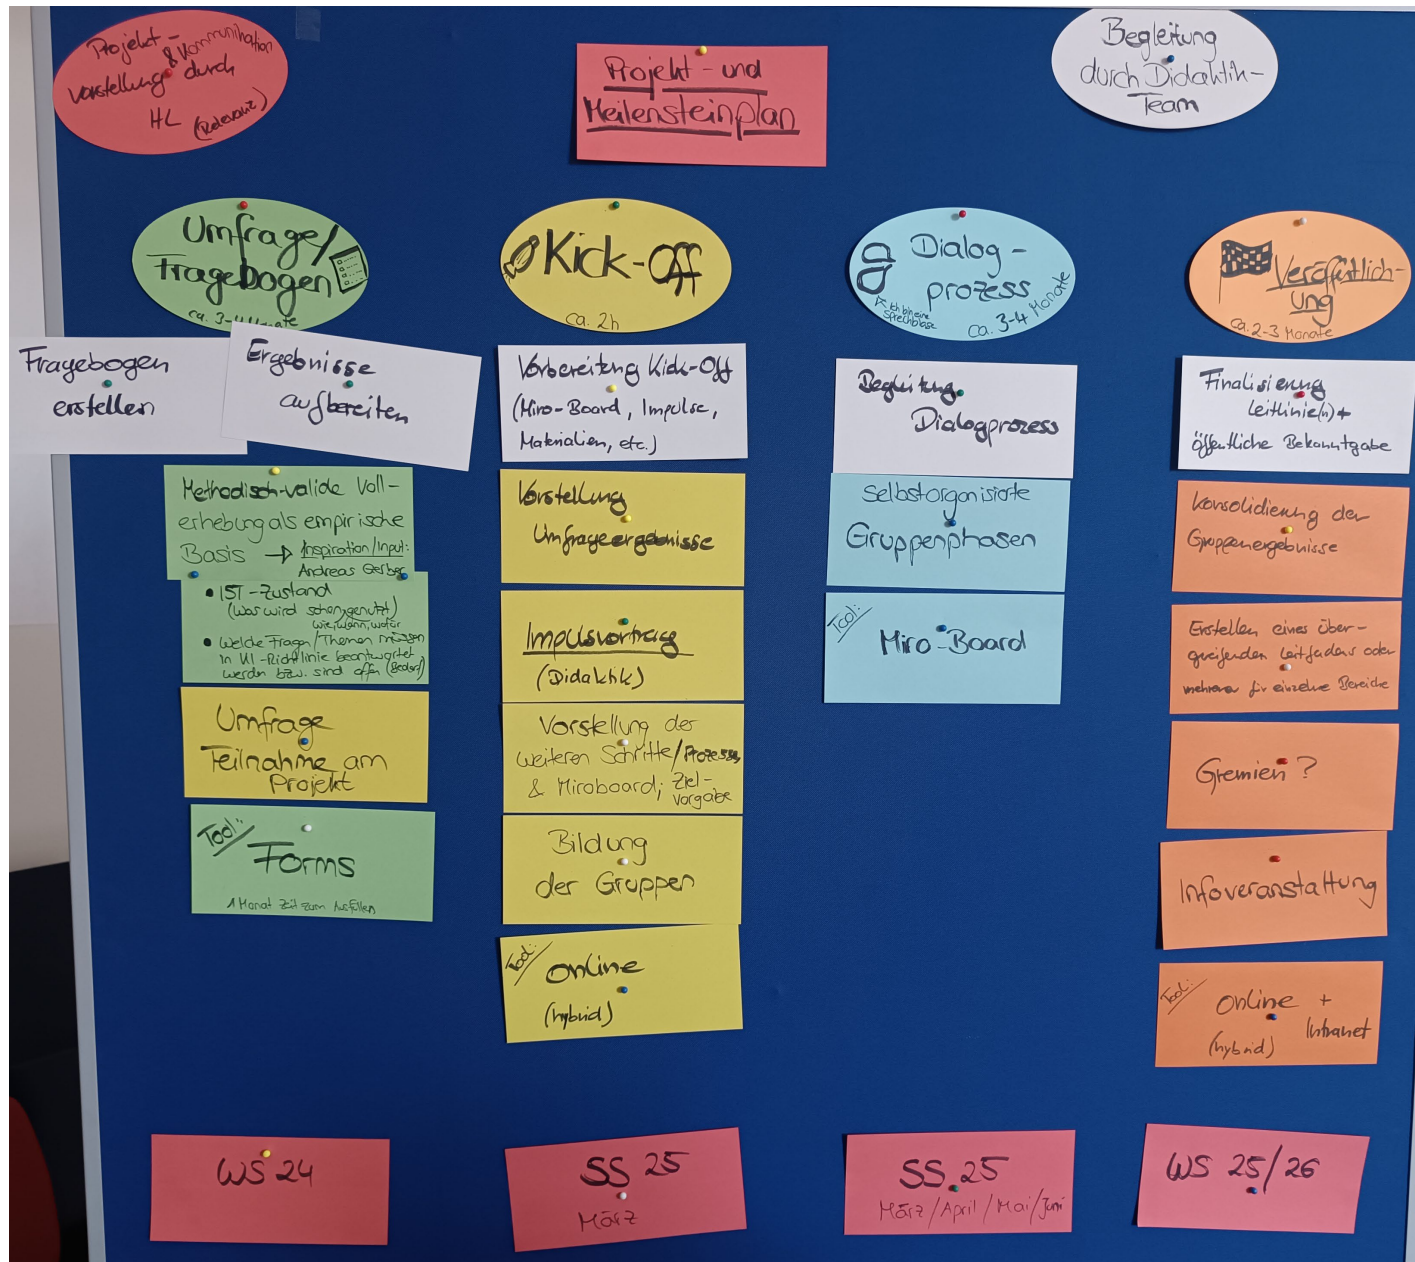 Projekt-
& Kommunikation
vorstellung durch
HL (Relevanz)
Projekt- und
Meilensteinplan
Begleitung
durch Didaktik-
Team
Umfrage/
Fragebogen
ca. 3-4 Monate
Fragebogen
erstellen
Ergebnisse
aufbereiten
Methodisch-valide Voll-
erhebung als empirische
Basis → Inspiration/Input:
Andreas Gerber
• IST-Zustand
(Was wird schon genutzt)
wie, wann, wofür
• Welche Fragen/Themen müssen
in KI-Richtlinie beantwortet
werden bzw. sind offen (Bedarf)
Umfrage
Teilnahme am
Projekt
Tool:
Forms
1 Monat Zeit zum Ausfüllen
WS 24
Kick-Off
ca. 2h
Vorbereitung Kick-Off
(Miro-Board, Impulse,
Materialien, etc.)
Vorstellung
Umfrageergebnisse
Impulsvortrag
(Didaktik)
Vorstellung der
weiteren Schritte/Prozesse
& Miroboard; Ziel-
vorgabe
Bildung
der Gruppen
Tool:
Online
(hybrid)
SS 25
März
Dialog-
prozess
ich bin eine
Sprechblase
ca. 3-4 Monate
Begleitung
Dialogprozess
Selbstorganisierte
Gruppenphasen
Tool:
Miro-Board
SS 25
März/April/Mai/Juni
Veröffentlich-
ung
ca. 2-3 Monate
Finalisierung
Leitlinie(n) +
öffentliche Bekanntgabe
Konsolidierung der
Gruppenergebnisse
Erstellen eines über-
greifenden Leitfadens oder
mehrere für einzelne Bereiche
Gremien?
Infoveranstaltung
Tool:
Online +
(hybrid) Intranet
WS 25/26